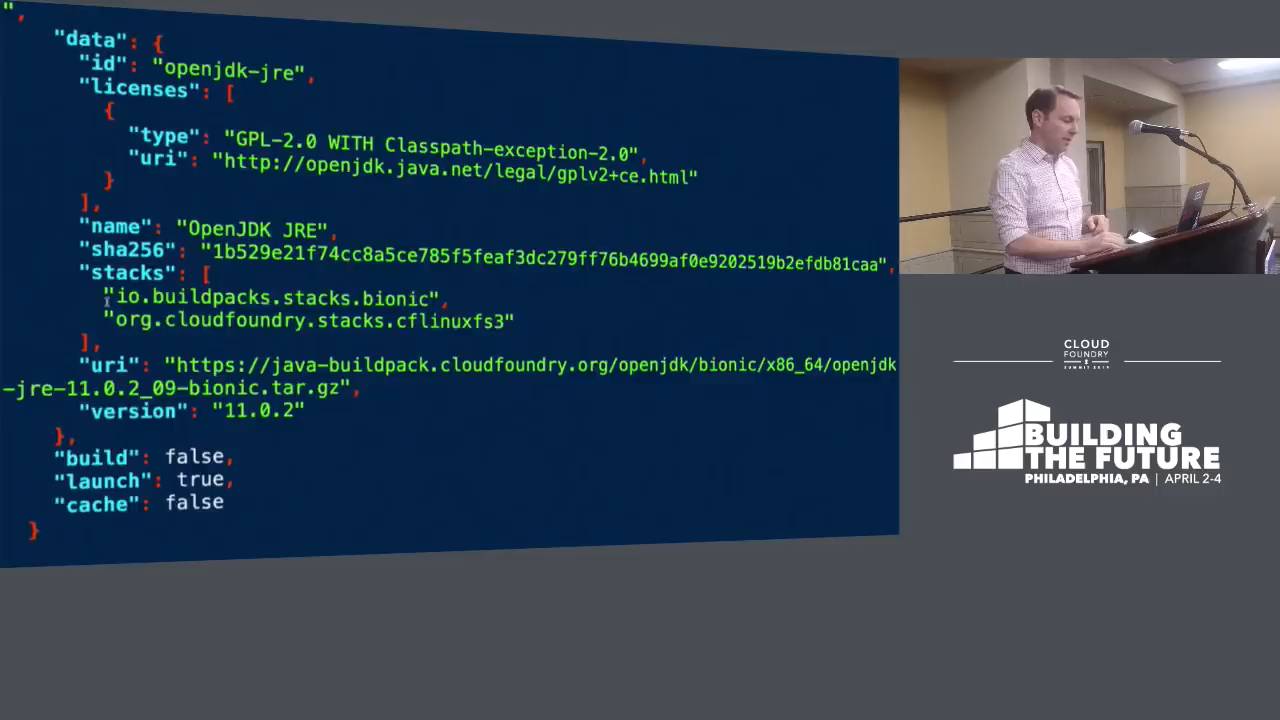 ",
"data": {
"id": "openjdk-jre",
"licenses": [
{
"type": "GPL-2.0 WITH Classpath-exception-2.0",
"uri": "http://openjdk.java.net/legal/gplv2+ce.html"
}
],
"name": "OpenJDK JRE",
"sha256": "1b529e21f74cc8a5ce785f5feaf3dc279ff76b4699af0e9202519b2efdb81caa",
"stacks": [
"io.buildpacks.stacks.bionic",
"org.cloudfoundry.stacks.cflinuxfs3"
],
"uri": "https://java-buildpack.cloudfoundry.org/openjdk/bionic/x86_64/openjdk
-jre-11.0.2_09-bionic.tar.gz",
"version": "11.0.2"
},
"build": false,
"launch": true,
"cache": false
}
CLOUD
FOUNDRY
SUMMIT 2019
BUILDING
THE FUTURE
PHILADELPHIA, PA | APRIL 2-4